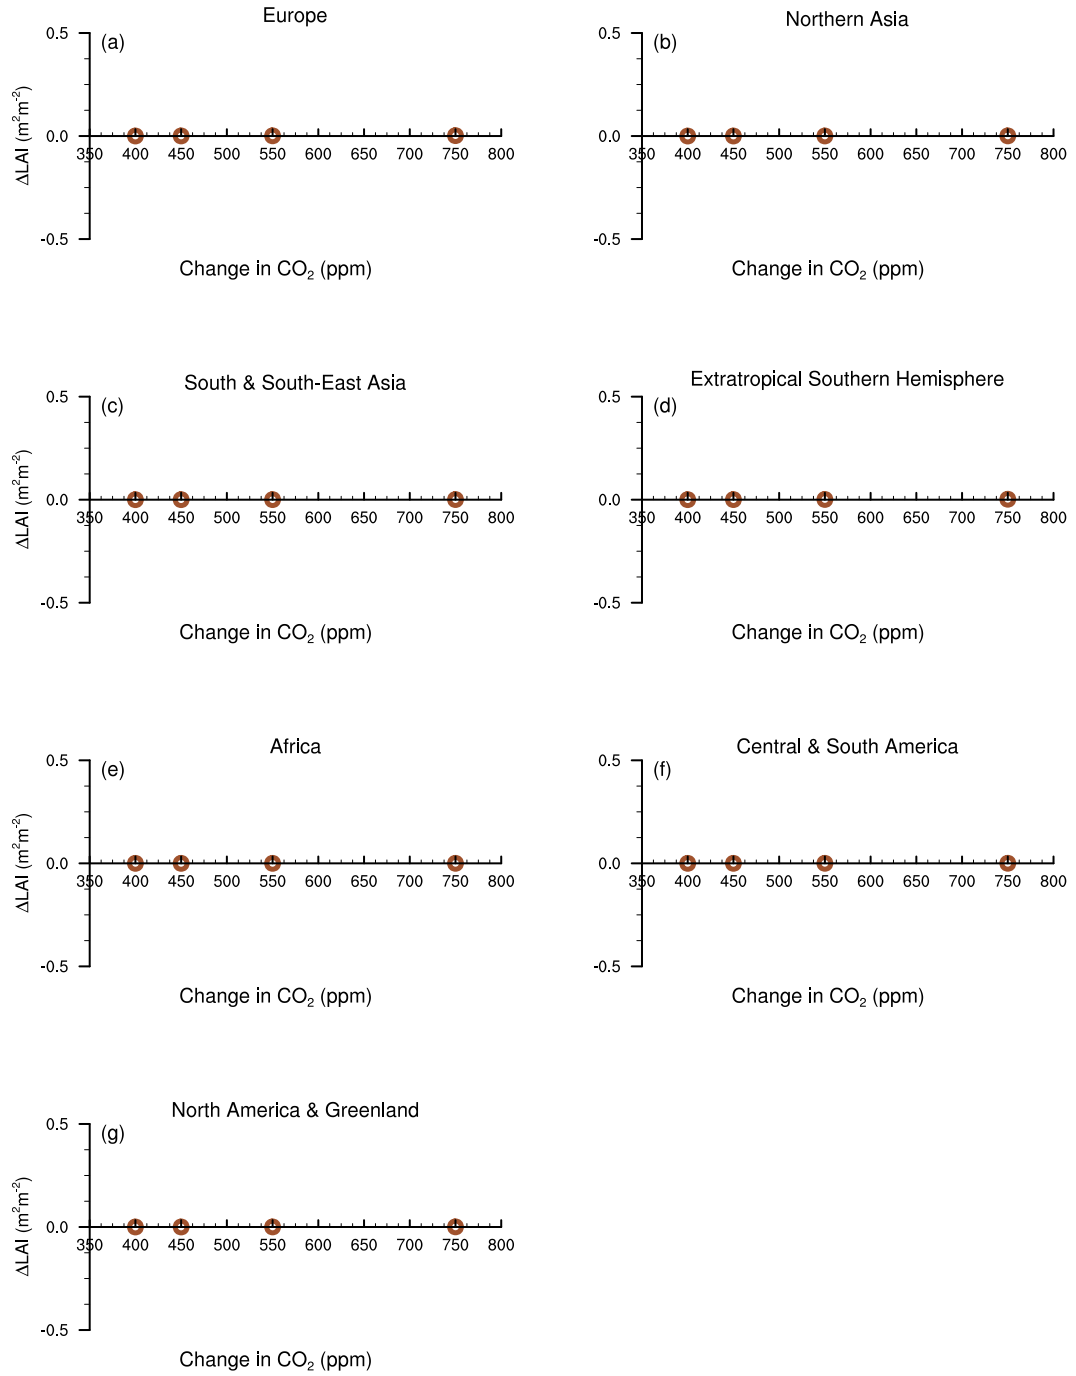 Europe
(a)
0.5
ΔLAI (m²m⁻²)
0.0
350 400 450 500 550 600 650 700 750 800
-0.5
Change in CO₂ (ppm)
Northern Asia
(b)
0.5
0.0
350 400 450 500 550 600 650 700 750 800
-0.5
Change in CO₂ (ppm)
South & South-East Asia
(c)
0.5
ΔLAI (m²m⁻²)
0.0
350 400 450 500 550 600 650 700 750 800
-0.5
Change in CO₂ (ppm)
Extratropical Southern Hemisphere
(d)
0.5
0.0
350 400 450 500 550 600 650 700 750 800
-0.5
Change in CO₂ (ppm)
Africa
(e)
0.5
ΔLAI (m²m⁻²)
0.0
350 400 450 500 550 600 650 700 750 800
-0.5
Change in CO₂ (ppm)
Central & South America
(f)
0.5
0.0
350 400 450 500 550 600 650 700 750 800
-0.5
Change in CO₂ (ppm)
North America & Greenland
(g)
0.5
ΔLAI (m²m⁻²)
0.0
350 400 450 500 550 600 650 700 750 800
-0.5
Change in CO₂ (ppm)